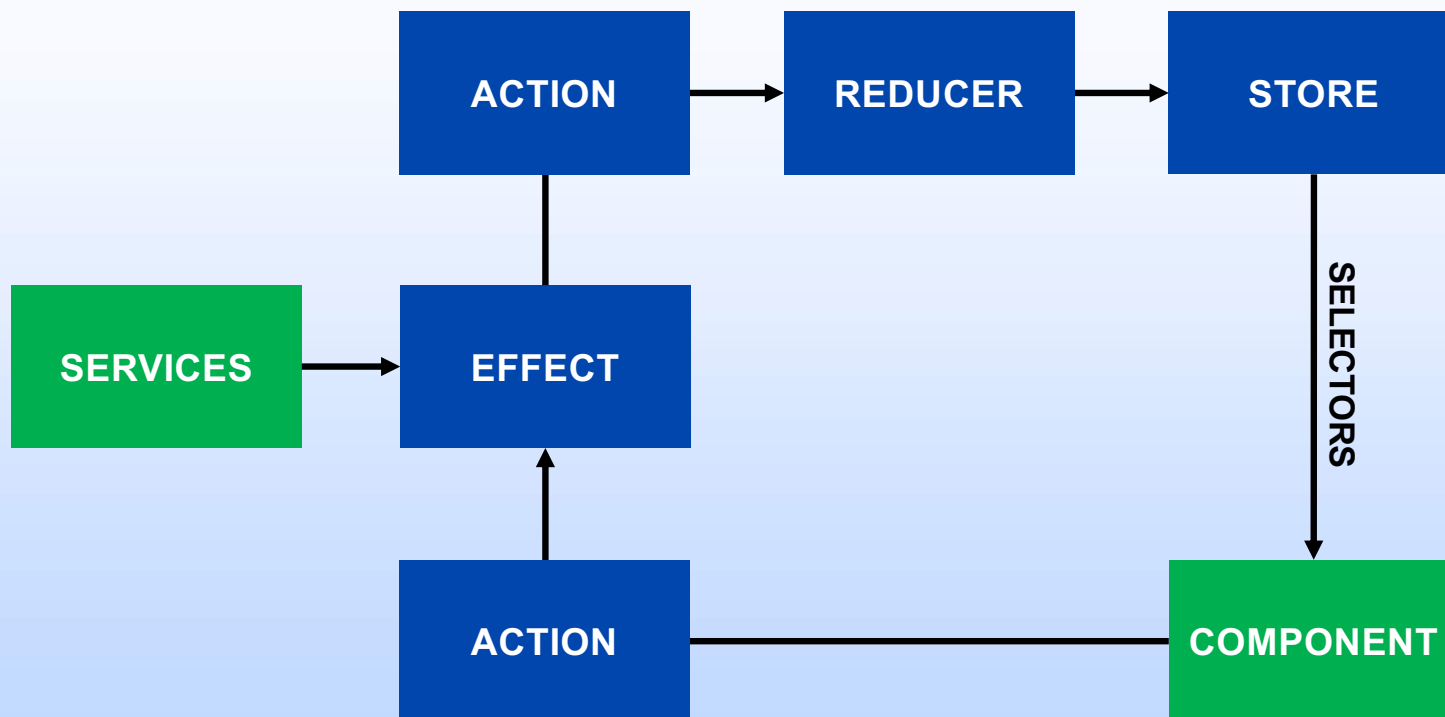 ACTION
REDUCER
STORE
SERVICES
EFFECT
SELECTORS
ACTION
COMPONENT